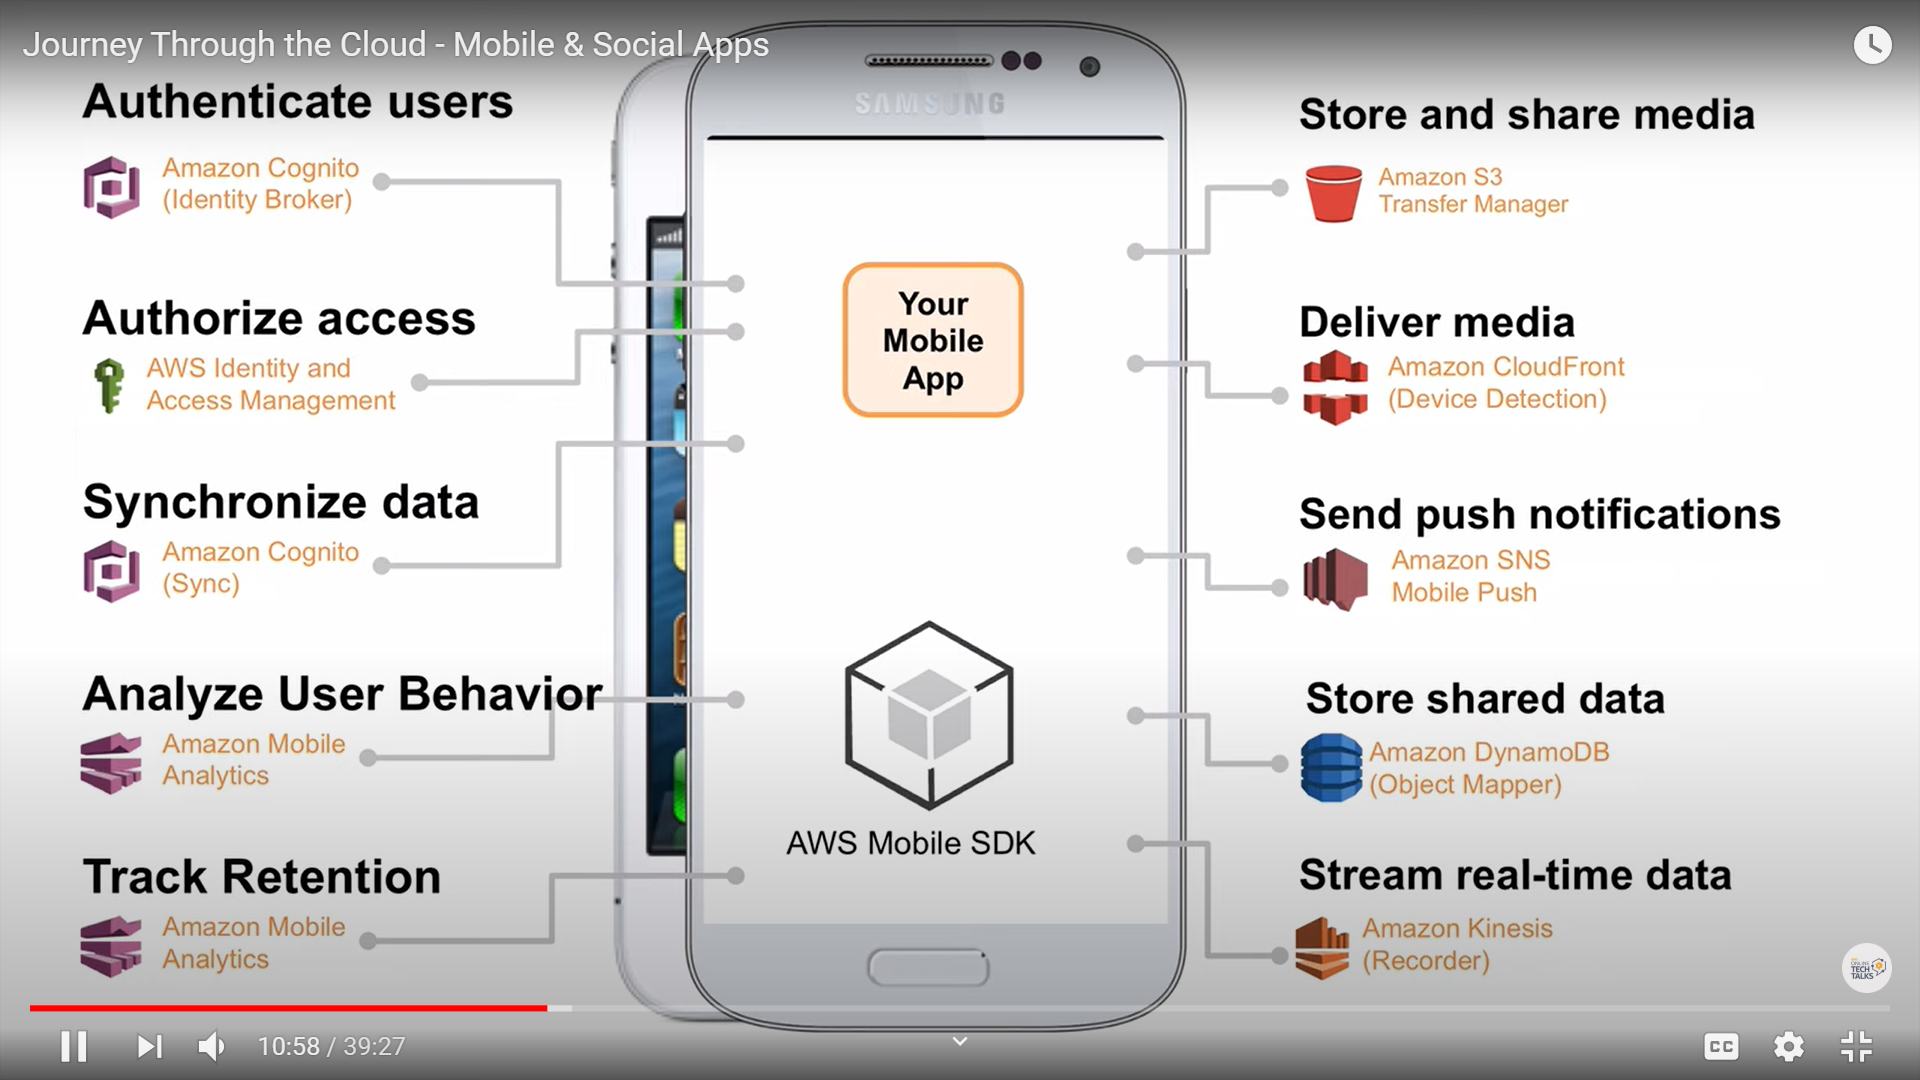 Journey Through the Cloud - Mobile & Social Apps
SAMSUNG
Authenticate users
Amazon Cognito
(Identity Broker)
Authorize access
AWS Identity and
Access Management
Synchronize data
Amazon Cognito
(Sync)
Analyze User Behavior
Amazon Mobile
Analytics
Track Retention
Amazon Mobile
Analytics
Your
Mobile
App
AWS Mobile SDK
Store and share media
Amazon S3
Transfer Manager
Deliver media
Amazon CloudFront
(Device Detection)
Send push notifications
Amazon SNS
Mobile Push
Store shared data
Amazon DynamoDB
(Object Mapper)
Stream real-time data
Amazon Kinesis
(Recorder)
ONLINE
TECH
TALKS
10:58 / 39:27
CC